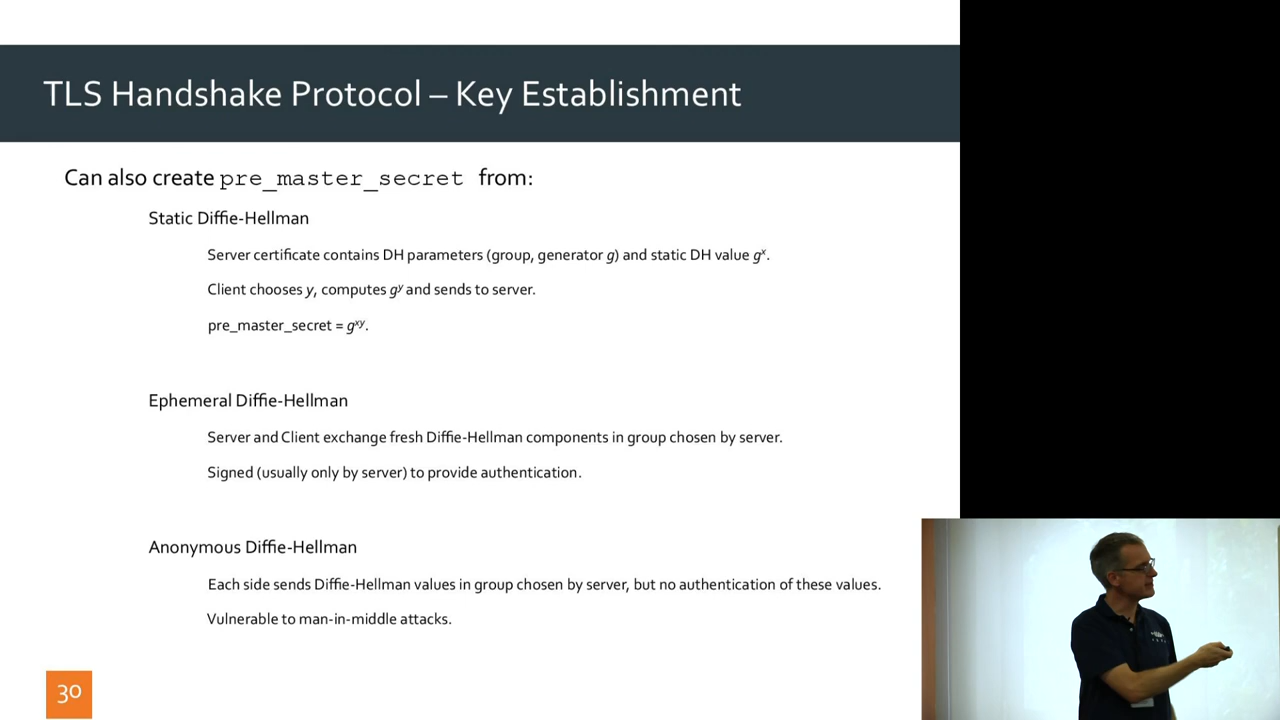 TLS Handshake Protocol – Key Establishment
Can also create pre_master_secret from:
Static Diffie-Hellman
Server certificate contains DH parameters (group, generator g) and static DH value gˣ.
Client chooses y, computes gʸ and sends to server.
pre_master_secret = gˣʸ.
Ephemeral Diffie-Hellman
Server and Client exchange fresh Diffie-Hellman components in group chosen by server.
Signed (usually only by server) to provide authentication.
Anonymous Diffie-Hellman
Each side sends Diffie-Hellman values in group chosen by server, but no authentication of these values.
Vulnerable to man-in-middle attacks.
30